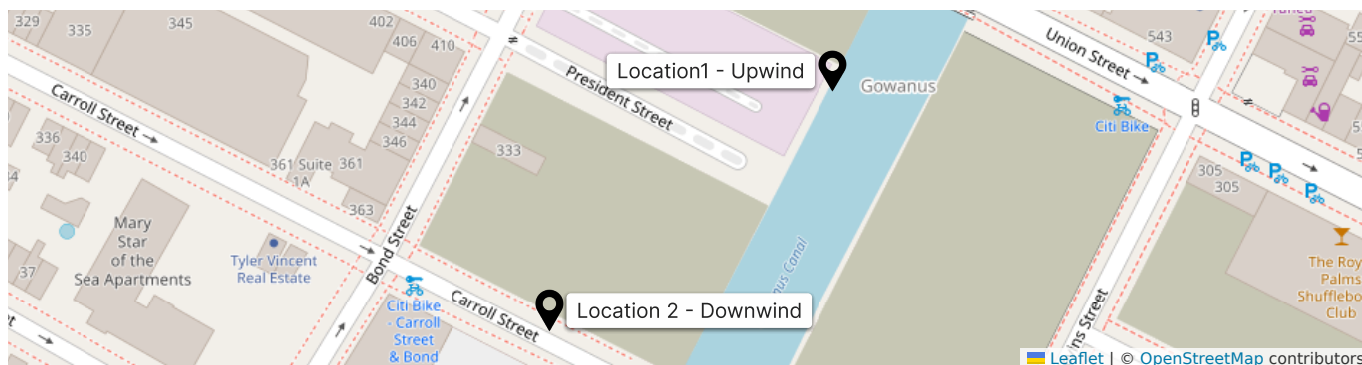 329
335
345
402
406
410
340
342
344
346
Carroll Street
336
340
361 Suite
1A
361
363
Mary
Star
of the
Sea Apartments
37
Tyler Vincent
Real Estate
Bond Street
Citi Bike
- Carroll
Street
& Bond
Carroll Street
333
President Street
Location1 - Upwind
Gowanus
Location 2 - Downwind
Union Street
543
Citi Bike
305
305
The Roy
Palms
Shufflebo
Club
Leaflet | © OpenStreetMap contributors